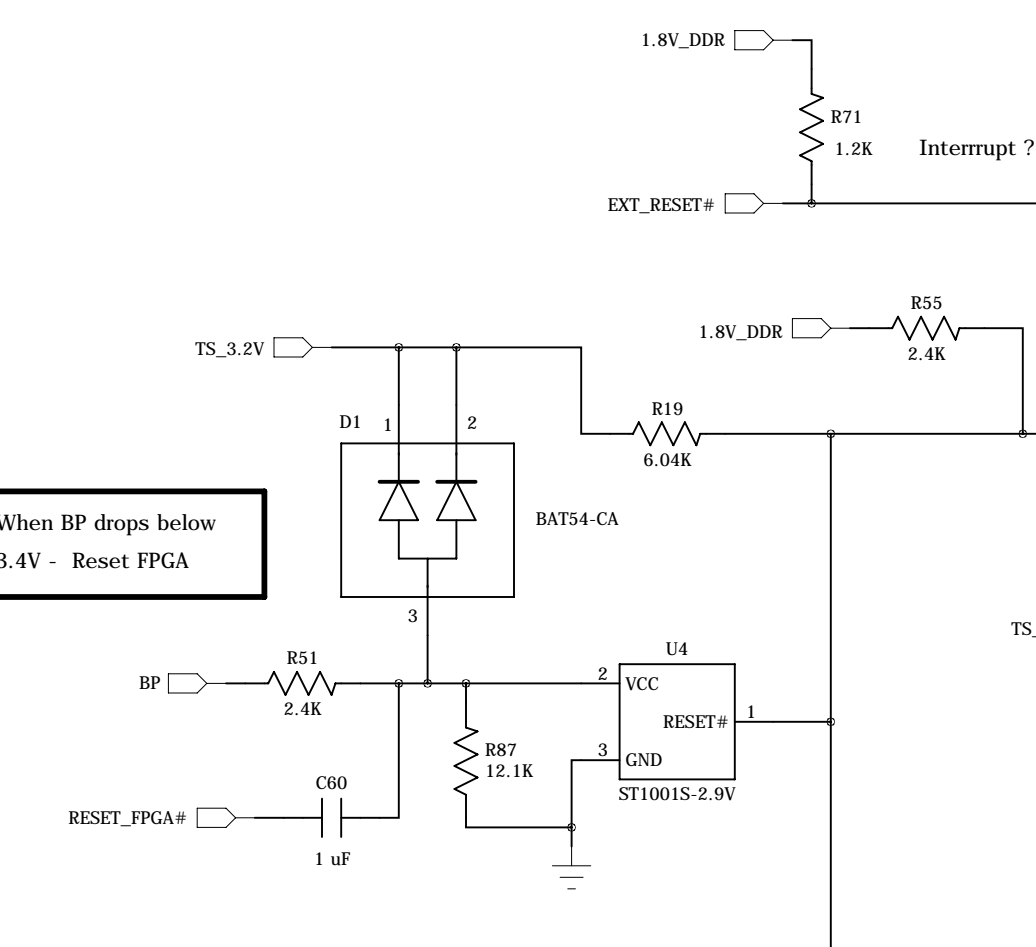 1.8V_DDR
R71
1.2K
Interrrupt ?
EXT_RESET#
R55
1.8V_DDR
2.4K
TS_3.2V
R19
6.04K
D1
1
2
BAT54-CA
When BP drops below
3.4V - Reset FPGA
3
TS_
U4
R51
BP
2.4K
2
VCC
RESET#
1
3
GND
R87
12.1K
ST1001S-2.9V
C60
RESET_FPGA#
1 uF